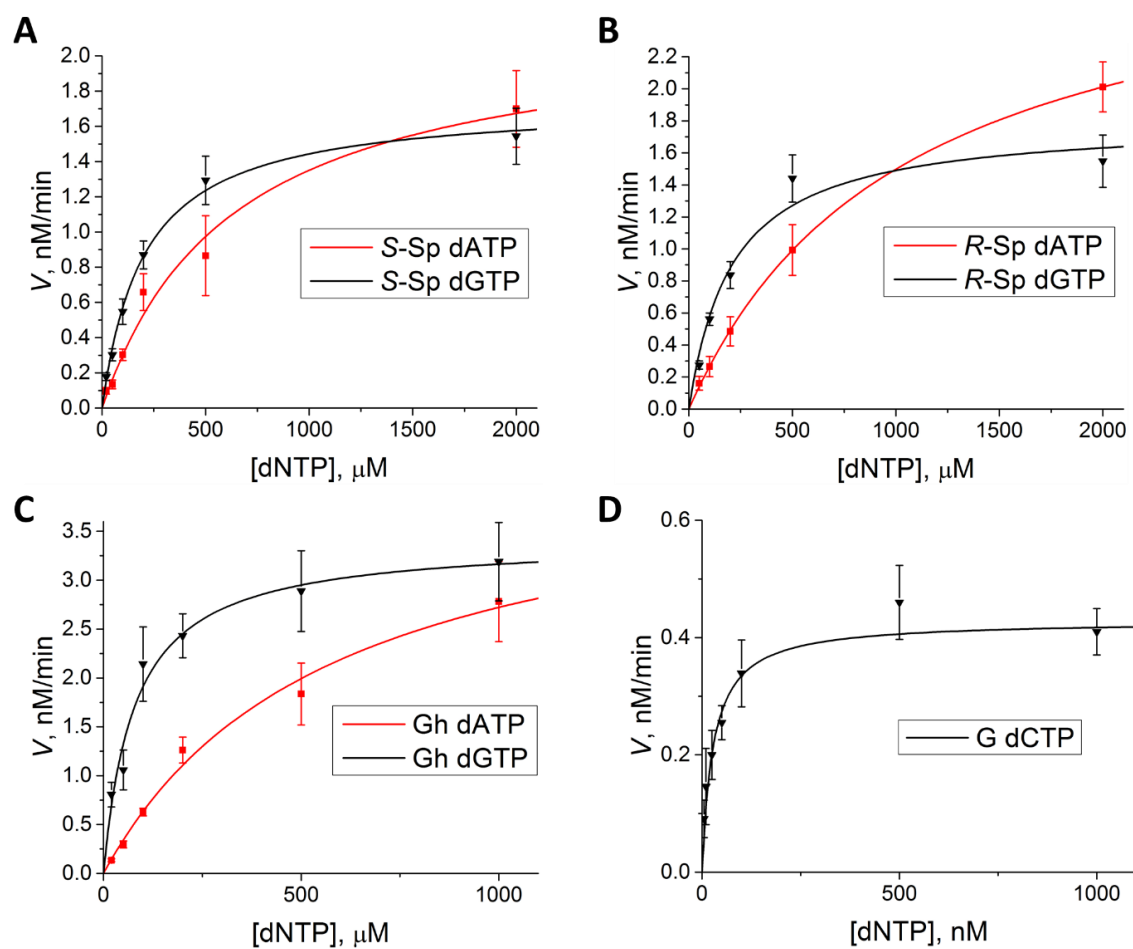 A
2.0
1.8
1.6
1.4
1.2
1.0
0.8
0.6
0.4
0.2
0.0
V, nM/min
S-Sp dATP
S-Sp dGTP
0
500
1000
1500
2000
[dNTP], μM
B
2.2
2.0
1.8
1.6
1.4
1.2
1.0
0.8
0.6
0.4
0.2
0.0
V, nM/min
R-Sp dATP
R-Sp dGTP
0
500
1000
1500
2000
[dNTP], μM
C
3.5
3.0
2.5
2.0
1.5
1.0
0.5
0.0
V, nM/min
Gh dATP
Gh dGTP
0
500
1000
[dNTP], μM
D
0.6
0.4
0.2
0.0
V, nM/min
G dCTP
0
500
1000
[dNTP], nM